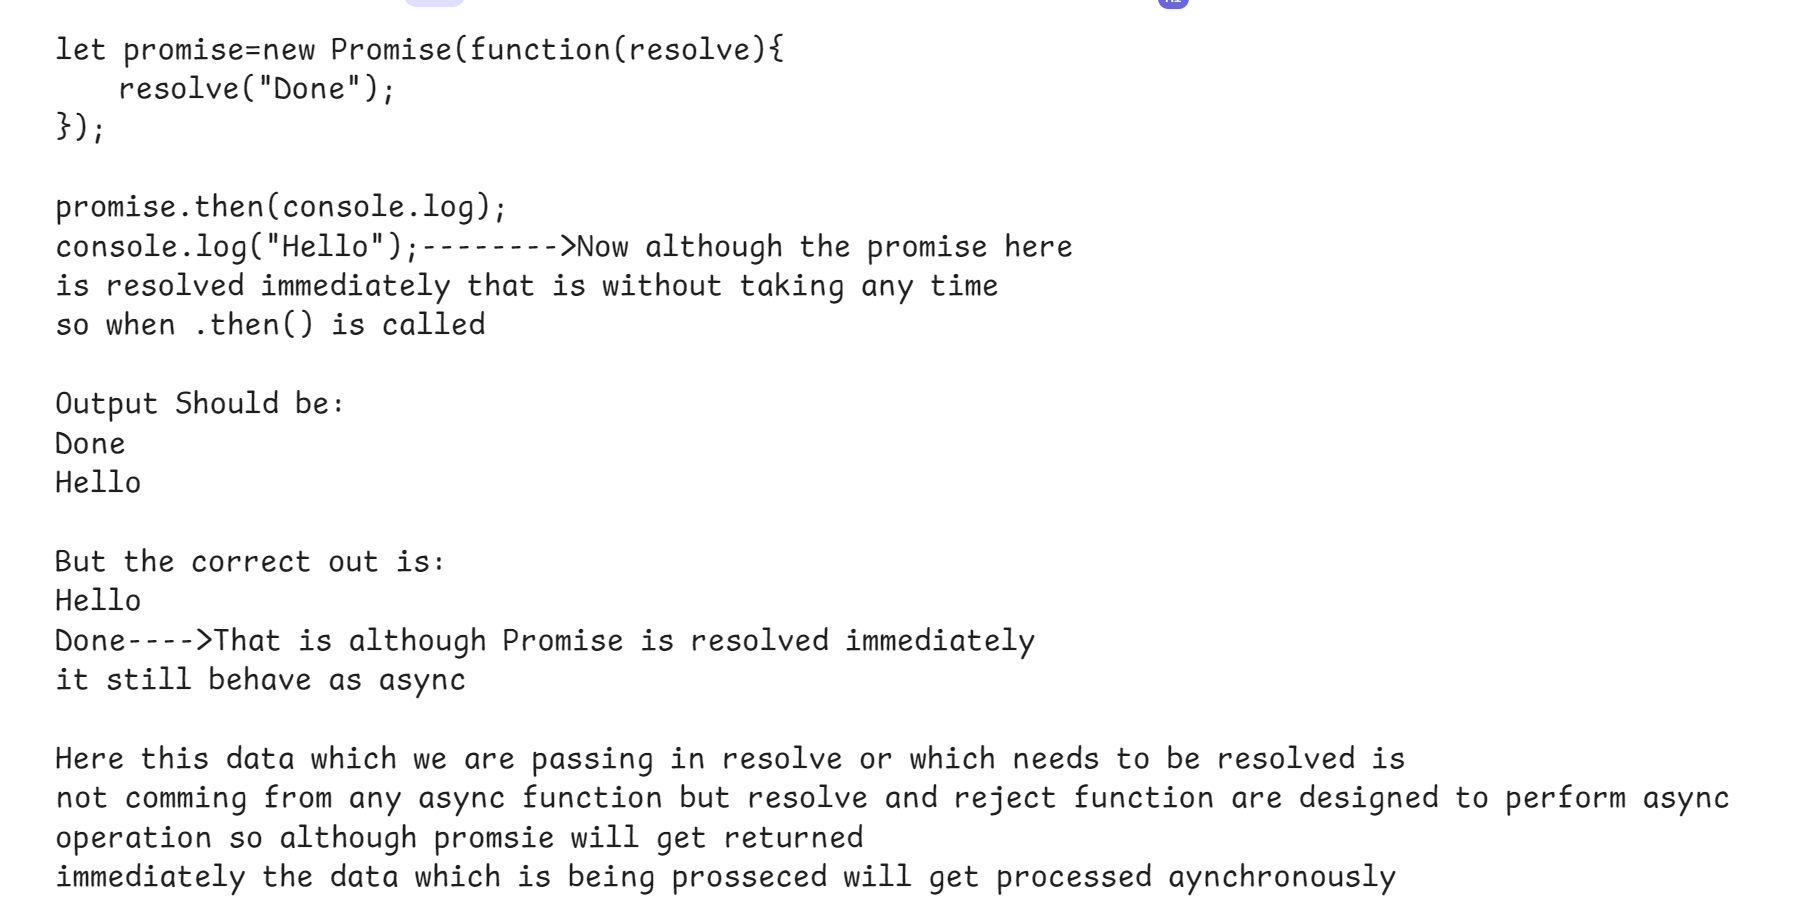 let promise=new Promise(function(resolve){
    resolve("Done");
});
promise.then(console.log);
console.log("Hello");-------->Now although the promise here
is resolved immediately that is without taking any time
so when .then() is called
Output Should be:
Done
Hello
But the correct out is:
Hello
Done---->That is although Promise is resolved immediately
it still behave as async
Here this data which we are passing in resolve or which needs to be resolved is
not comming from any async function but resolve and reject function are designed to perform async
operation so although promsie will get returned
immediately the data which is being prosseced will get processed aynchronously